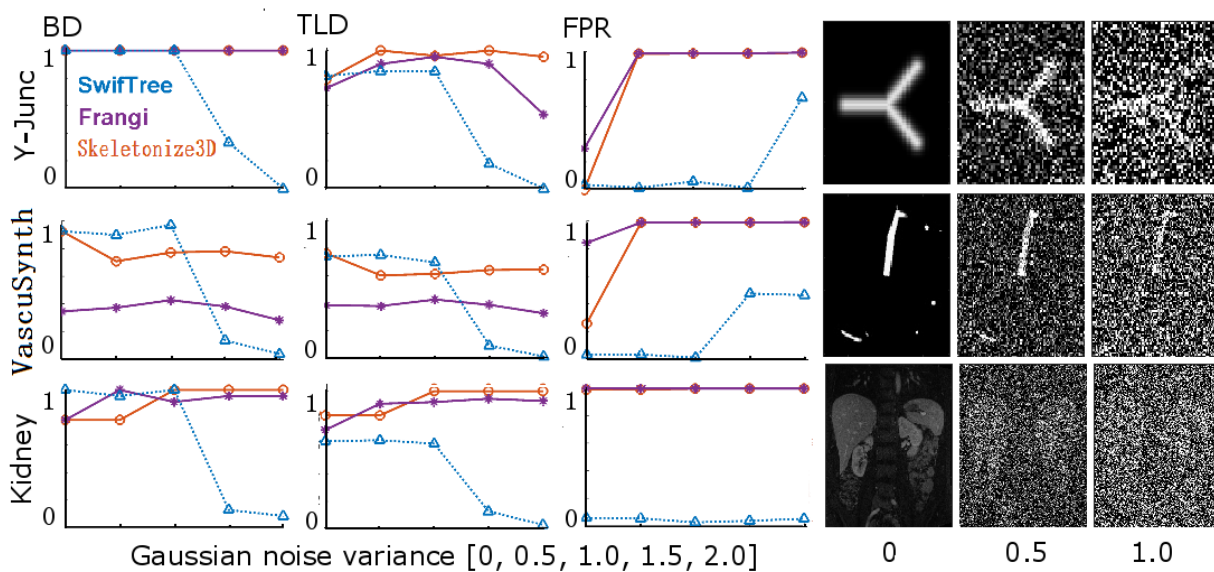 BD TLD FPR
Y-Junc
1
SwifTree
Frangi
Skeletonize3D
0
1
0
1
0
VascuSynth
1
0
1
0
1
0
Kidney
1
0
1
0
1
0
Gaussian noise variance [0, 0.5, 1.0, 1.5, 2.0]
0 0.5 1.0